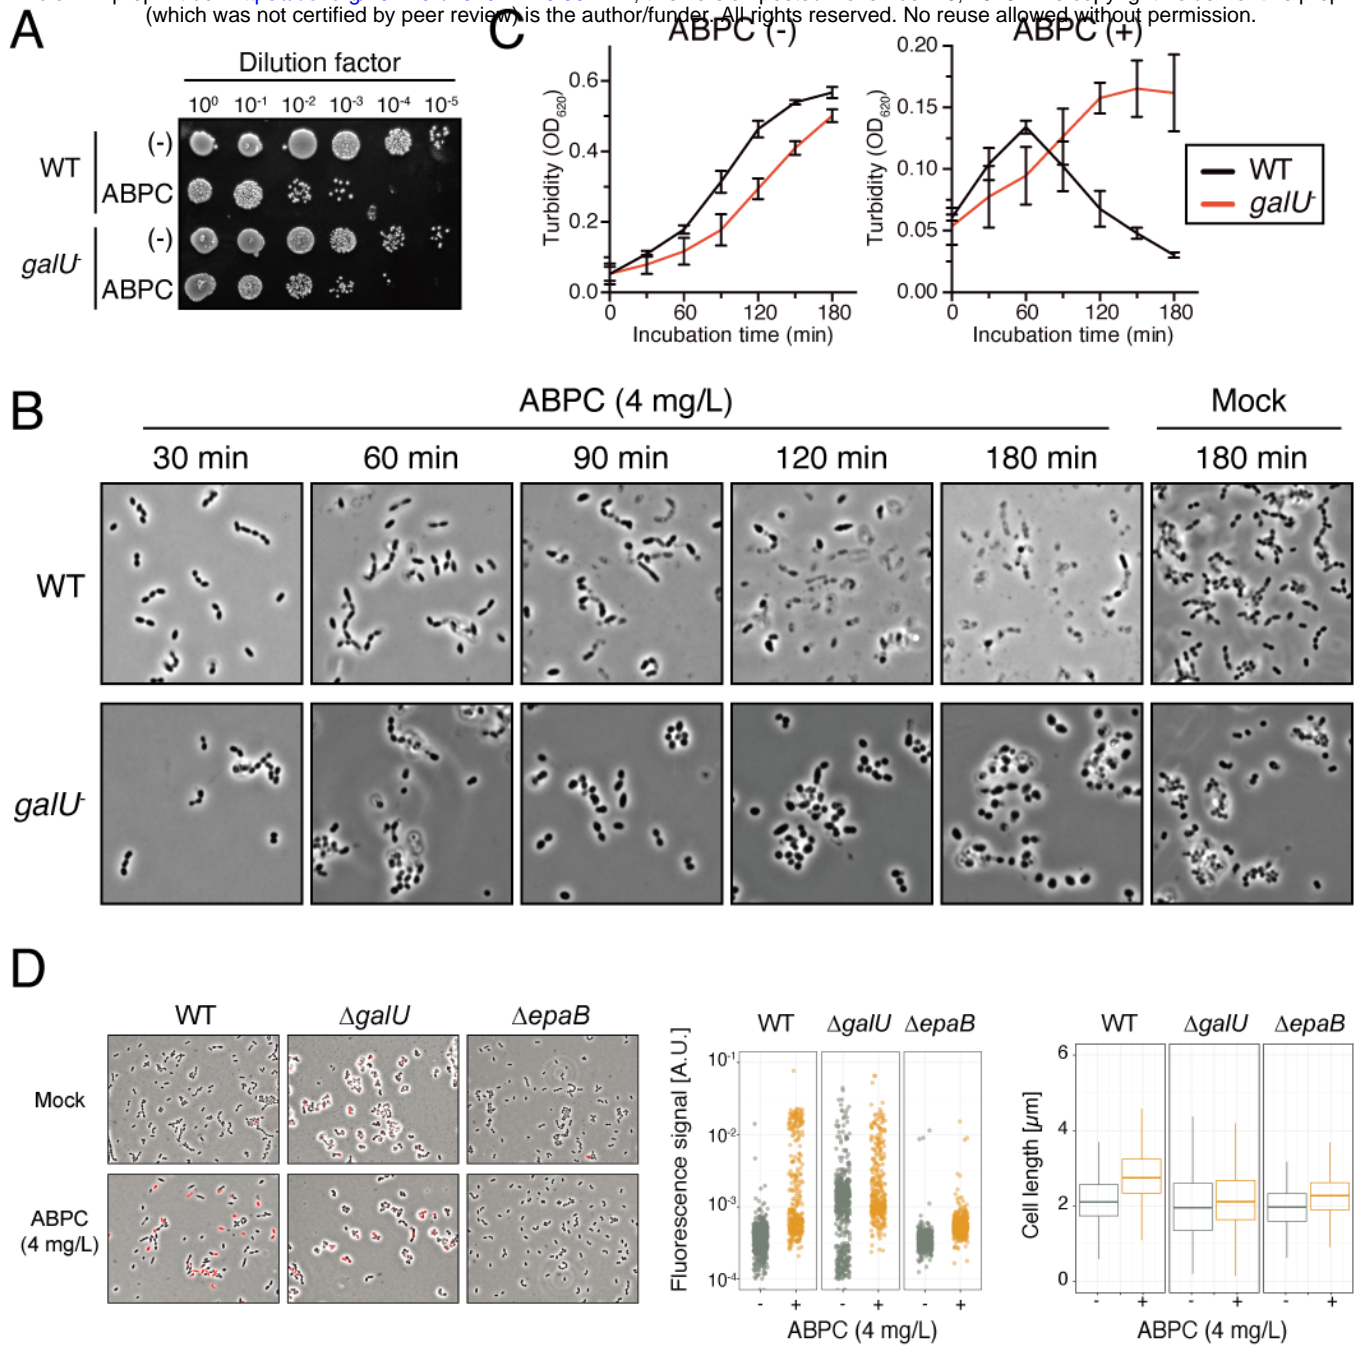 (which was not certified by peer review) is the author/funder. All rights reserved. No reuse allowed without permission.
A
Dilution factor
10⁰ 10⁻¹ 10⁻² 10⁻³ 10⁻⁴ 10⁻⁵
WT
(-)
ABPC
galU⁻
(-)
ABPC
C
ABPC (-)
Turbidity (OD₆₂₀)
0.6
0.4
0.2
0.0
0 60 120 180
Incubation time (min)
ABPC (+)
Turbidity (OD₆₂₀)
0.20
0.15
0.10
0.05
0.00
0 60 120 180
Incubation time (min)
WT
galU⁻
B
ABPC (4 mg/L)
Mock
30 min 60 min 90 min 120 min 180 min 180 min
WT
galU⁻
D
WT ΔgalU ΔepaB
Mock
ABPC
(4 mg/L)
WT ΔgalU ΔepaB
Fluorescence signal [A.U.]
10⁻¹
10⁻²
10⁻³
10⁻⁴
- + - + - +
ABPC (4 mg/L)
WT ΔgalU ΔepaB
Cell length [µm]
6
4
2
0
- + - + - +
ABPC (4 mg/L)